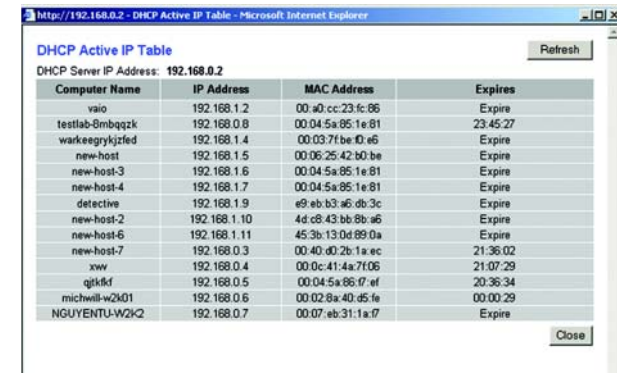 http://192.168.0.2 - DHCP Active IP Table - Microsoft Internet Explorer
DHCP Active IP Table
Refresh
DHCP Server IP Address: 192.168.0.2
Computer Name IP Address MAC Address Expires
vaio 192.168.1.2 00:a0:cc:23:fc:86 Expire
testlab-8mbqqzk 192.168.0.8 00:04:5a:85:1e:81 23:45:27
warkeegrykjzfed 192.168.1.4 00:03:7f:be:f0:e6 Expire
new-host 192.168.1.5 00:06:25:42:b0:be Expire
new-host-3 192.168.1.6 00:04:5a:85:1e:81 Expire
new-host-4 192.168.1.7 00:04:5a:85:1e:81 Expire
detective 192.168.1.9 e9:eb:b3:a6:db:3c Expire
new-host-2 192.168.1.10 4d:c8:43:bb:8b:a6 Expire
new-host-6 192.168.1.11 45:3b:13:0d:89:0a Expire
new-host-7 192.168.0.3 00:40:d0:2b:1a:ec 21:36:02
xwv 192.168.0.4 00:0c:41:4a:7f:06 21:07:29
qjtkfkf 192.168.0.5 00:04:5a:86:f7:ef 20:36:34
michwill-w2k01 192.168.0.6 00:02:8a:40:d5:fe 00:00:29
NGUYENTU-W2K2 192.168.0.7 00:07:eb:31:1a:f7 Expire
Close